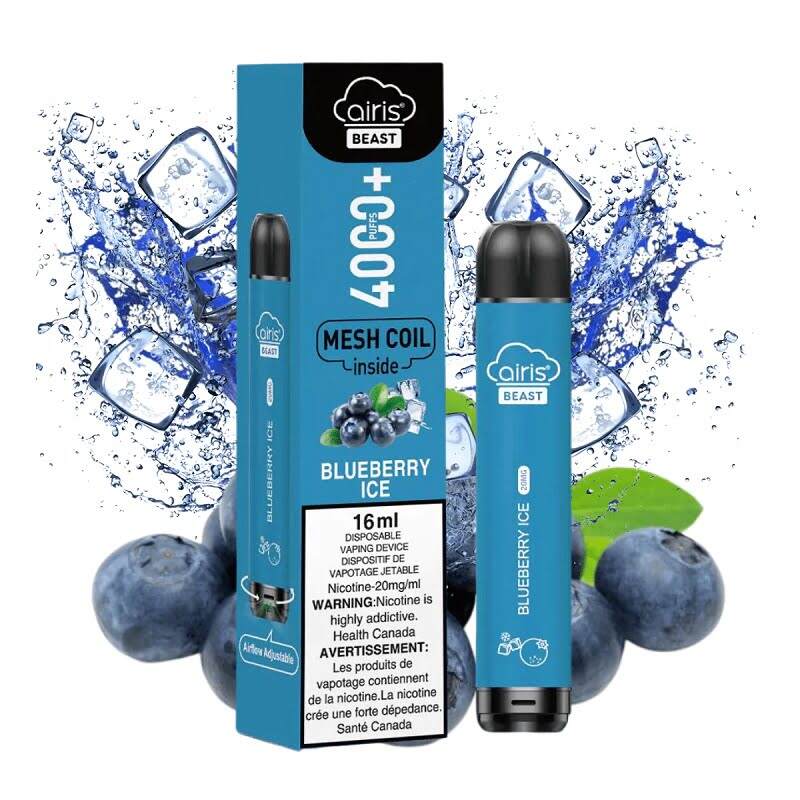 airis®
BEAST
4000+
PUFFS
MESH COIL
inside
BLUEBERRY
ICE
16ml
DISPOSABLE
VAPING DEVICE
DISPOSITIF DE
VAPOTAGE JETABLE
Nicotine-20mg/ml
WARNING:Nicotine is
highly addictive.
Health Canada
AVERTISSEMENT:
Les produits de
vapotage contiennent
de la nicotine.La nicotine
crée une forte dépedance.
Santé Canada
airis®
BEAST
20MG
BLUEBERRY ICE
Airflow Adjustable
airis®
BEAST
20MG
BLUEBERRY ICE